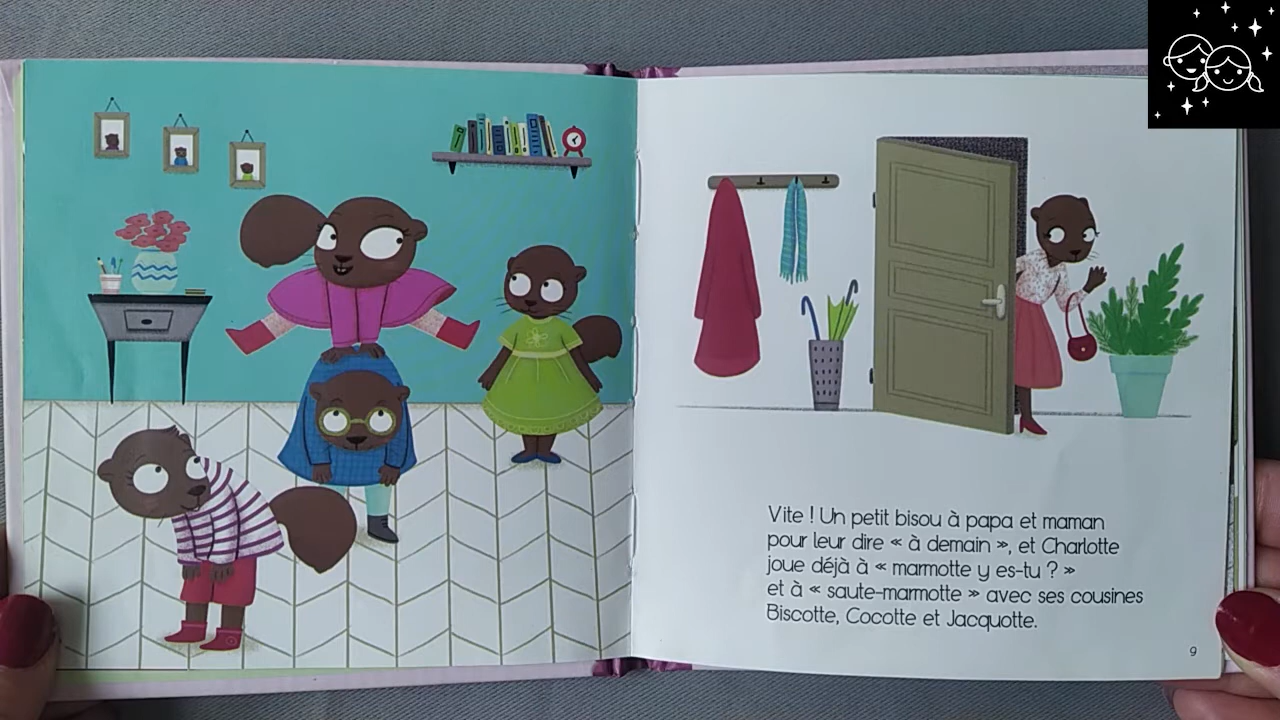 Vite ! Un petit bisou à papa et maman
pour leur dire « à demain », et Charlotte
joue déjà à « marmotte y es-tu ? »
et à « saute-marmotte » avec ses cousines
Biscotte, Cocotte et Jacquotte.
9